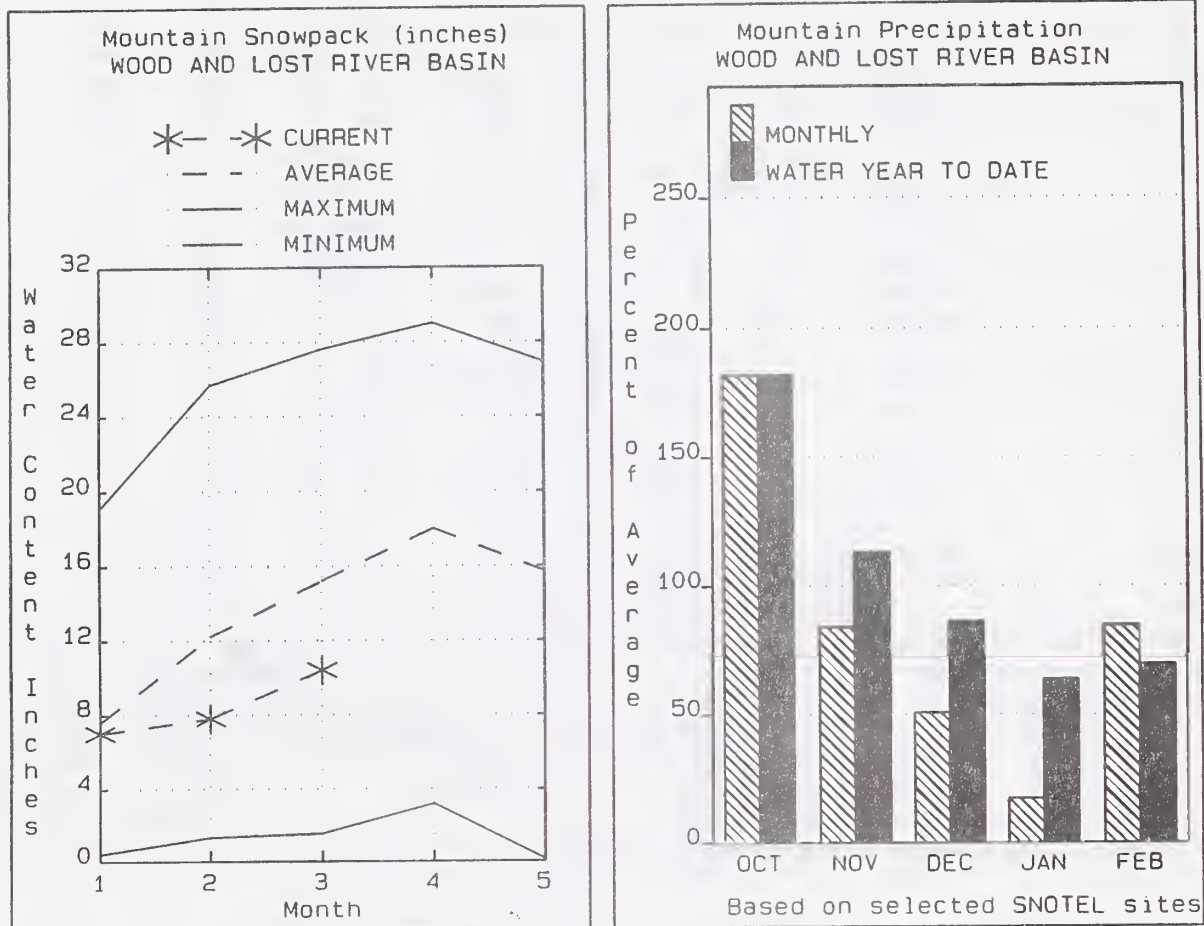 Mountain Snowpack (inches)
WOOD AND LOST RIVER BASIN
CURRENT
AVERAGE
MAXIMUM
MINIMUM
Water Content Inches
32
28
24
20
16
12
8
4
0
1 2 3 4 5
Month
Mountain Precipitation
WOOD AND LOST RIVER BASIN
MONTHLY
WATER YEAR TO DATE
Percent of Average
250
200
150
100
50
0
OCT NOV DEC JAN FEB
Based on selected SNOTEL sites